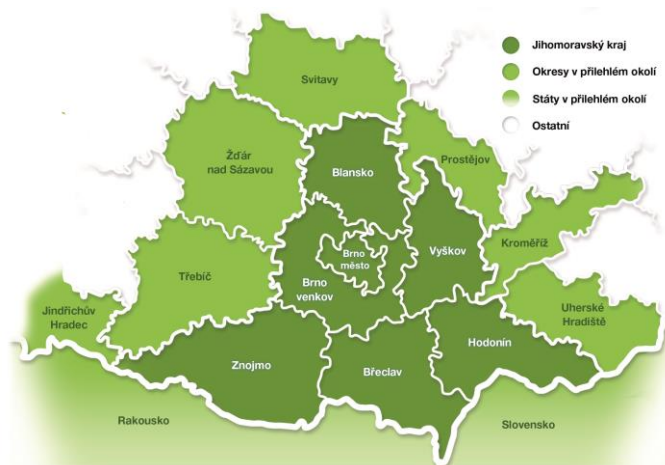 Jihomoravský kraj
Okresy v přilehlém okolí
Státy v přilehlém okolí
Ostatní
Svitavy
Žďár
nad Sázavou
Blansko
Prostějov
Brno
město
Vyškov
Kroměříž
Třebíč
Brno
venkov
Jindřichův
Hradec
Uherské
Hradiště
Znojmo
Břeclav
Hodonín
Rakousko
Slovensko